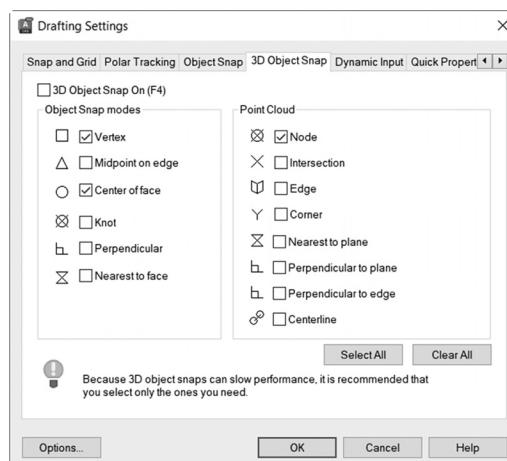 Drafting Settings
Snap and Grid Polar Tracking Object Snap 3D Object Snap Dynamic Input Quick Propert
3D Object Snap On (F4)
Object Snap modes
Vertex
Midpoint on edge
Center of face
Knot
Perpendicular
Nearest to face
Point Cloud
Node
Intersection
Edge
Corner
Nearest to plane
Perpendicular to plane
Perpendicular to edge
Centerline
Select All Clear All
Because 3D object snaps can slow performance, it is recommended that
you select only the ones you need.
Options... OK Cancel Help